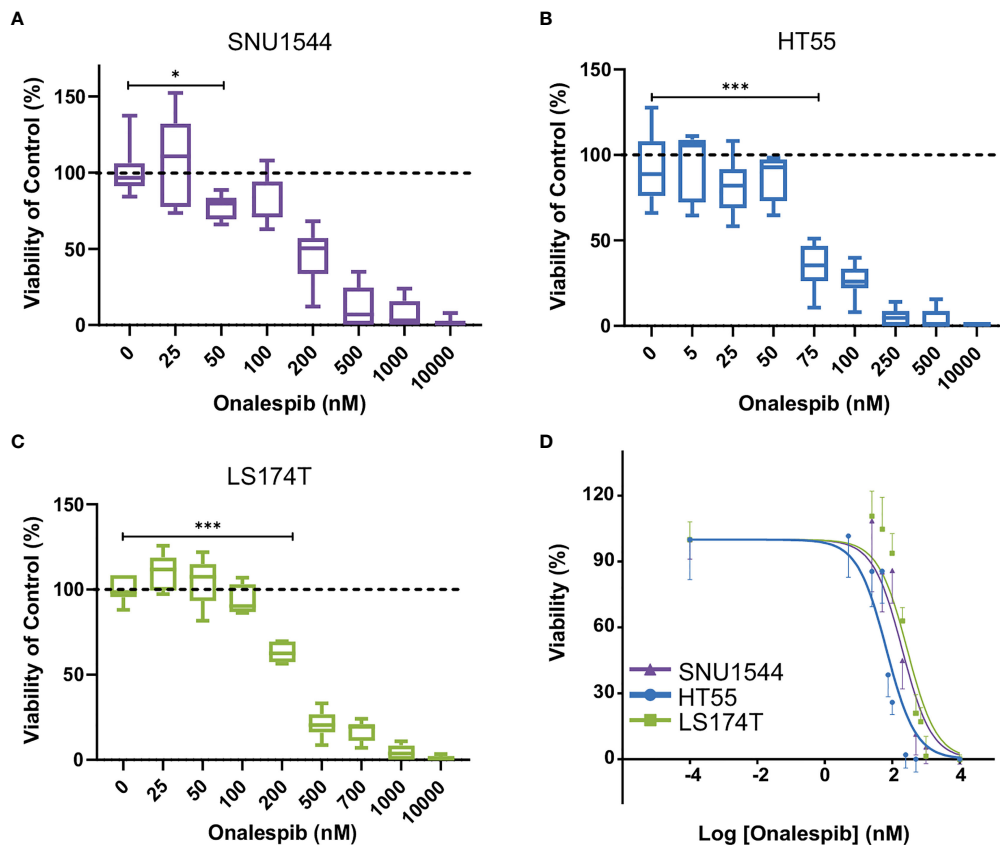 A
SNU1544
Viability of Control (%)
150
100
50
0
*
0 25 50 100 200 500 1000 10000
Onalespib (nM)
B
HT55
Viability of Control (%)
150
100
50
0
***
0 5 25 50 75 100 250 500 10000
Onalespib (nM)
C
LS174T
Viability of Control (%)
150
100
50
0
***
0 25 50 100 200 500 700 1000 10000
Onalespib (nM)
D
Viability (%)
120
90
60
30
0
SNU1544
HT55
LS174T
-4 -2 0 2 4
Log [Onalespib] (nM)